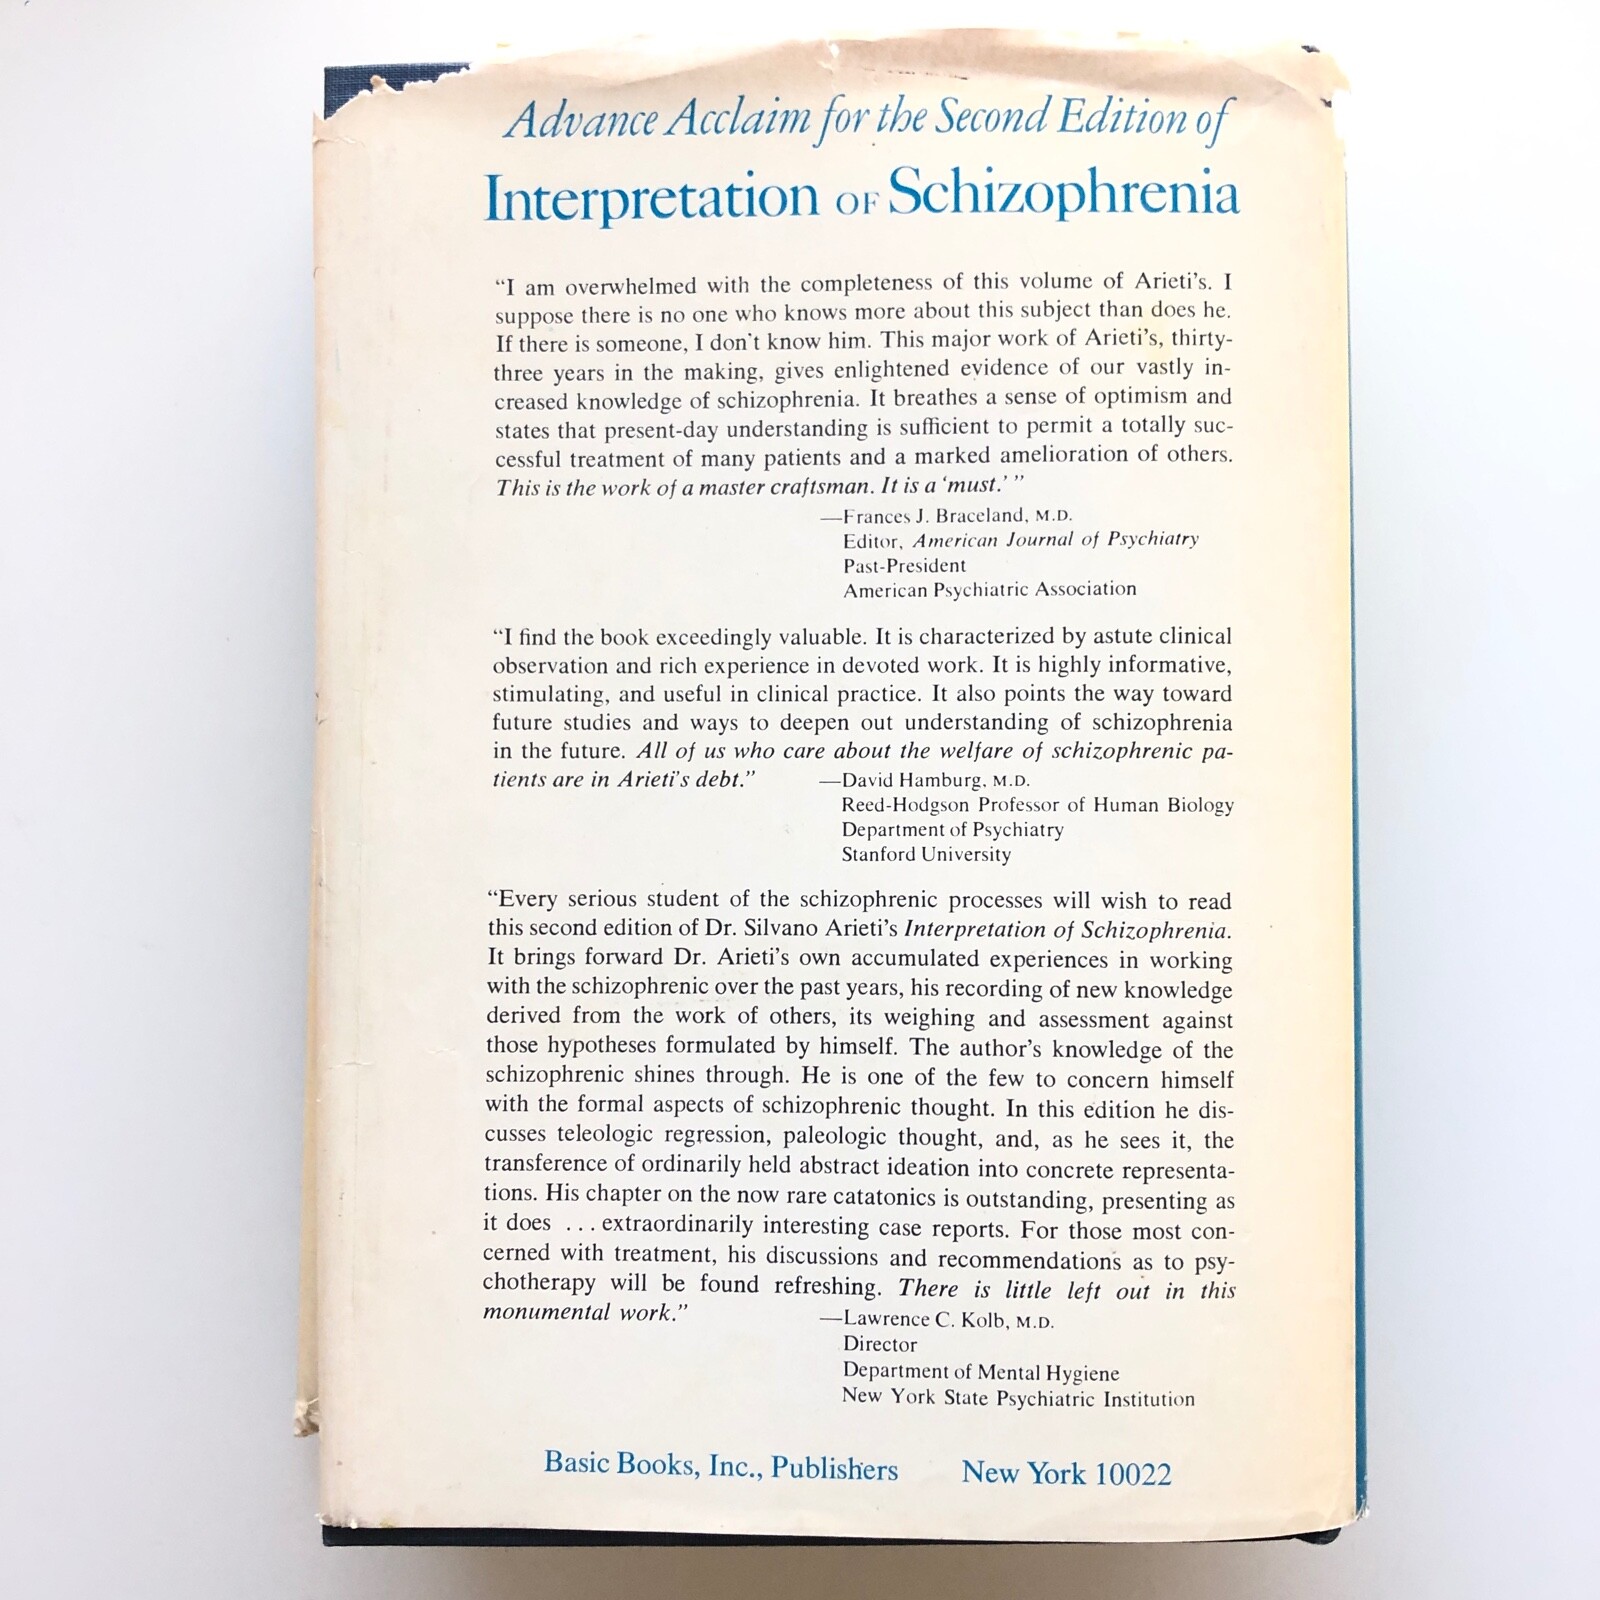 Advance Acclaim for the Second Edition of
Interpretation OF Schizophrenia
“I am overwhelmed with the completeness of this volume of Arieti’s. I
suppose there is no one who knows more about this subject than does he.
If there is someone, I don’t know him. This major work of Arieti’s, thirty-
three years in the making, gives enlightened evidence of our vastly in-
creased knowledge of schizophrenia. It breathes a sense of optimism and
states that present-day understanding is sufficient to permit a totally suc-
cessful treatment of many patients and a marked amelioration of others.
This is the work of a master craftsman. It is a ‘must.’ ”
—Frances J. Braceland, M.D.
Editor, American Journal of Psychiatry
Past-President
American Psychiatric Association
“I find the book exceedingly valuable. It is characterized by astute clinical
observation and rich experience in devoted work. It is highly informative,
stimulating, and useful in clinical practice. It also points the way toward
future studies and ways to deepen out understanding of schizophrenia
in the future. All of us who care about the welfare of schizophrenic pa-
tients are in Arieti’s debt.” —David Hamburg, M.D.
Reed-Hodgson Professor of Human Biology
Department of Psychiatry
Stanford University
“Every serious student of the schizophrenic processes will wish to read
this second edition of Dr. Silvano Arieti’s Interpretation of Schizophrenia.
It brings forward Dr. Arieti’s own accumulated experiences in working
with the schizophrenic over the past years, his recording of new knowledge
derived from the work of others, its weighing and assessment against
those hypotheses formulated by himself. The author’s knowledge of the
schizophrenic shines through. He is one of the few to concern himself
with the formal aspects of schizophrenic thought. In this edition he dis-
cusses teleologic regression, paleologic thought, and, as he sees it, the
transference of ordinarily held abstract ideation into concrete representa-
tions. His chapter on the now rare catatonics is outstanding, presenting as
it does ... extraordinarily interesting case reports. For those most con-
cerned with treatment, his discussions and recommendations as to psy-
chotherapy will be found refreshing. There is little left out in this
monumental work.” —Lawrence C. Kolb, M.D.
Director
Department of Mental Hygiene
New York State Psychiatric Institution
Basic Books, Inc., Publishers New York 10022